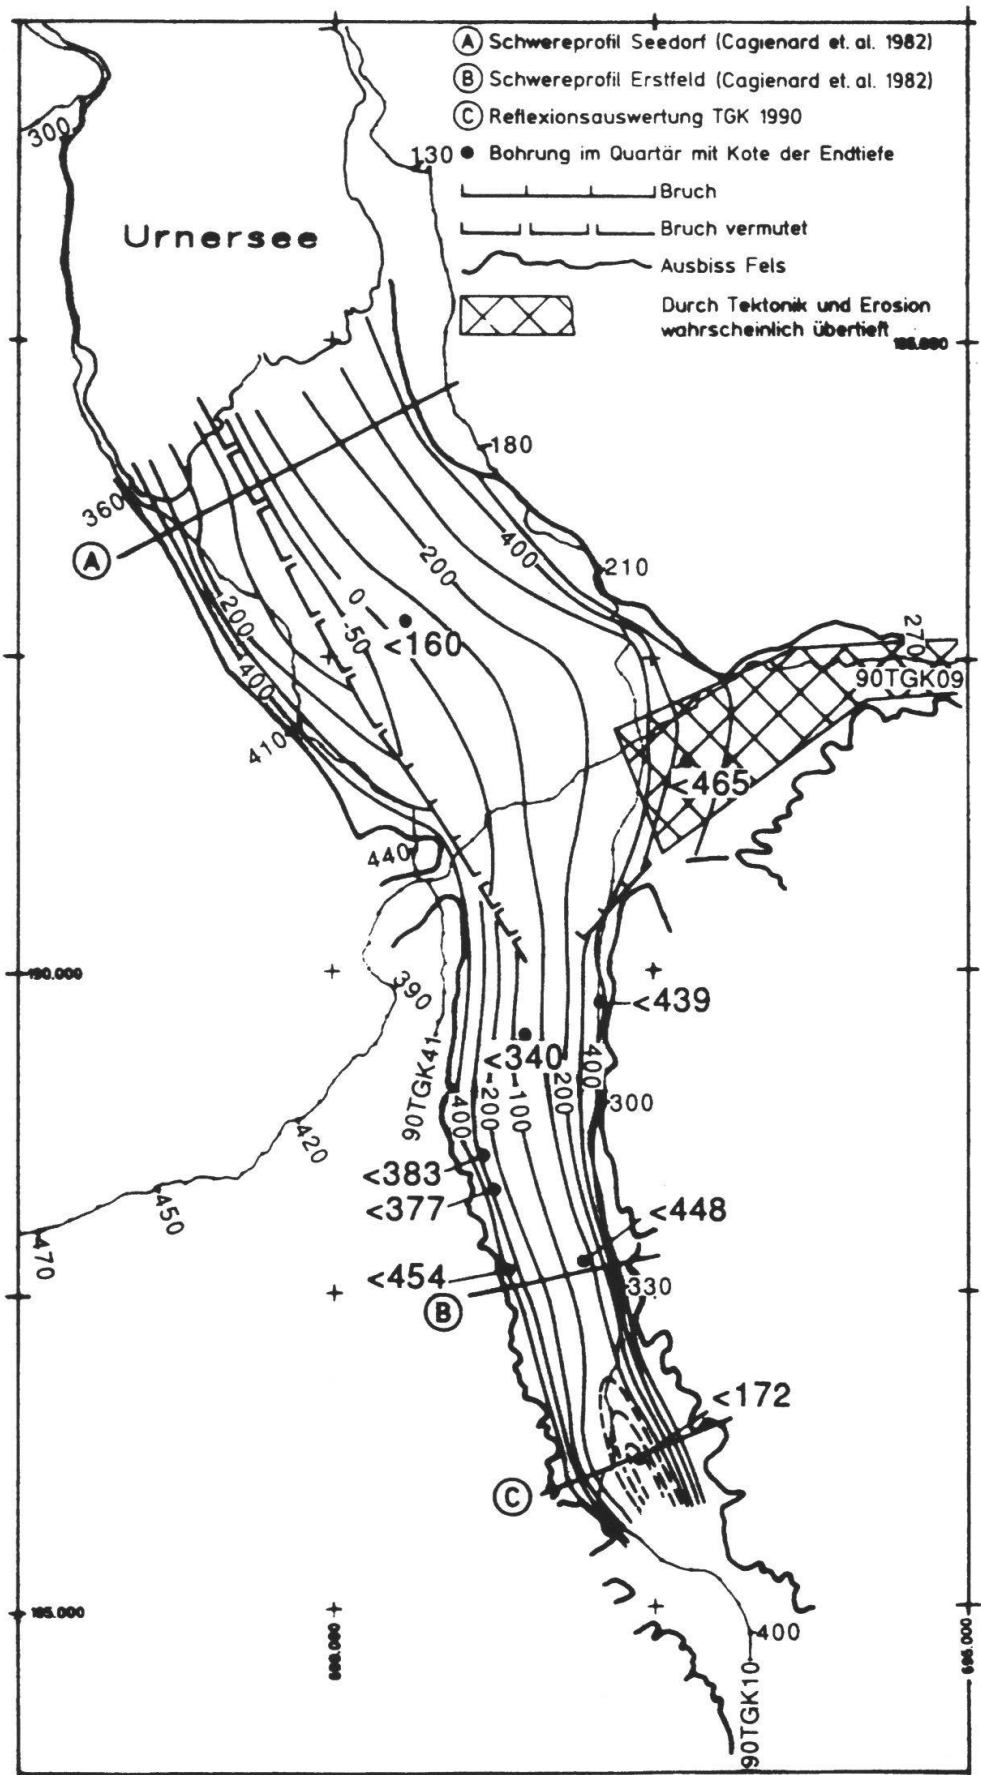 Ⓐ Schwereprofil Seedorf (Cagienard et. al. 1982)
Ⓑ Schwereprofil Erstfeld (Cagienard et. al. 1982)
Ⓒ Reflexionsauswertung TGK 1990
● Bohrung im Quartär mit Kote der Endtiefe
Bruch
Bruch vermutet
Ausbiss Fels
Durch Tektonik und Erosion
wahrscheinlich übertieft
300
130
Urnersee
180
360
A
400
200
210
0
-50
<160
200
400
410
270
90TGK09
<465
440
190.000
390
<439
<340
90TGK41
400
200
100
200
400
300
420
<383
<377
450
<448
470
<454
B
330
<172
C
400
90TGK10